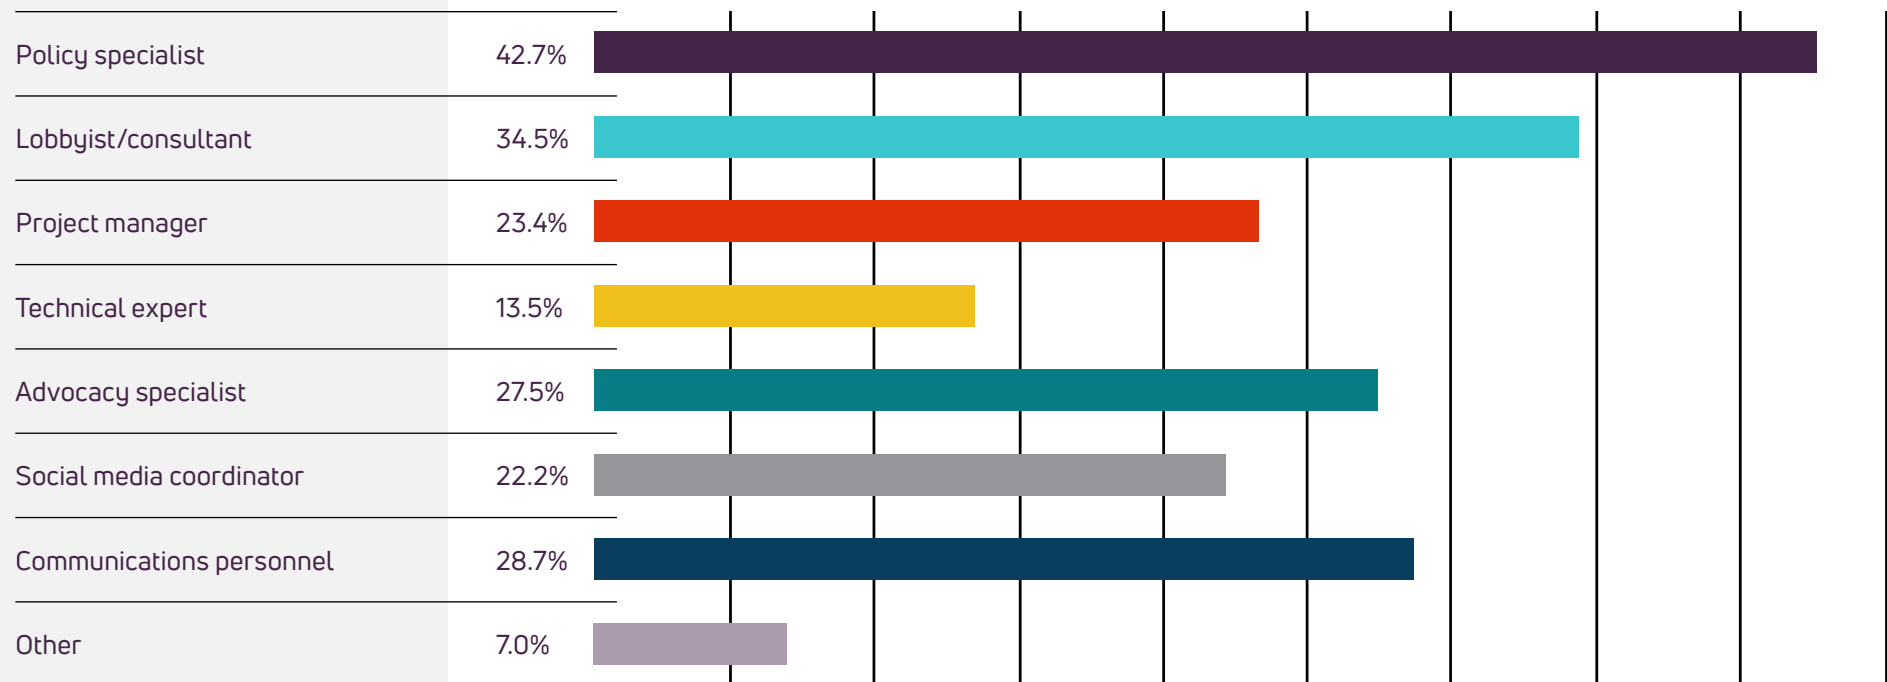 Policy specialist 42.7%
Lobbyist/consultant 34.5%
Project manager 23.4%
Technical expert 13.5%
Advocacy specialist 27.5%
Social media coordinator 22.2%
Communications personnel 28.7%
Other 7.0%